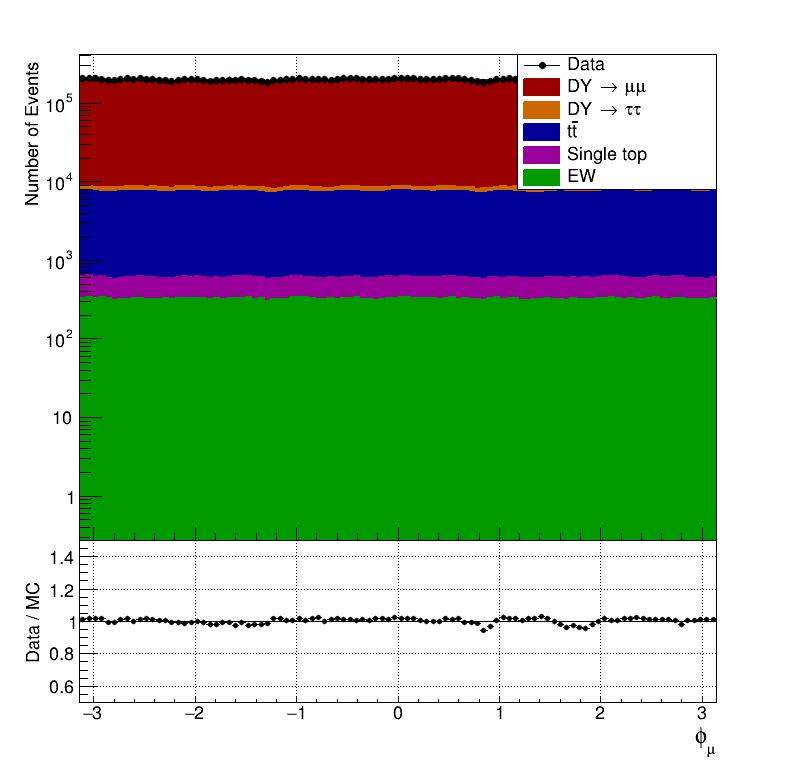 Number of Events
10⁵
10⁴
10³
10²
10
1
Data
DY → μμ
DY → ττ
tt̄
Single top
EW
Data / MC
1.4
1.2
1
0.8
0.6
−3 −2 −1 0 1 2 3
ϕμ